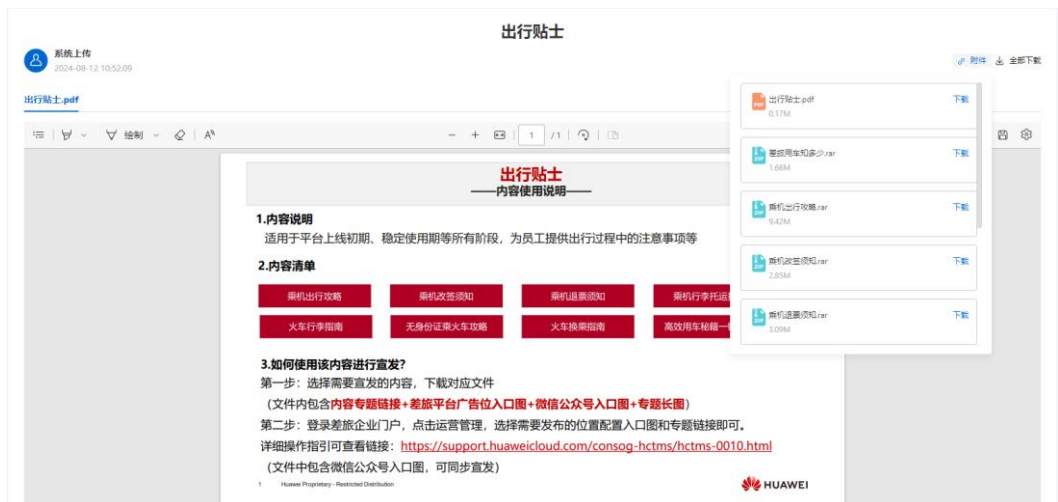 出行贴士
系统上传
2024-08-12 10:52:09
附件 全部下载
出行贴士.pdf
绘制
1 /1
出行贴士.pdf 下载
0.17M
差旅用车知多少.rar 下载
1.66M
乘机出行攻略.rar 下载
9.42M
乘机改签须知.rar 下载
2.85M
乘机退票须知.rar 下载
3.09M
出行贴士
——内容使用说明——
1.内容说明
适用于平台上线初期、稳定使用期等所有阶段，为员工提供出行过程中的注意事项等
2.内容清单
乘机出行攻略 乘机改签须知 乘机退票须知 乘机行李托运
火车行李指南 无身份证乘火车攻略 火车换乘指南 高效用车秘籍一
3.如何使用该内容进行宣发?
第一步：选择需要宣发的内容，下载对应文件
（文件内包含内容专题链接+差旅平台广告位入口图+微信公众号入口图+专题长图）
第二步：登录差旅企业门户，点击运营管理，选择需要发布的位置配置入口图和专题链接即可。
详细操作指引可查看链接：https://support.huaweicloud.com/consog-hctms/hctms-0010.html
（文件中包含微信公众号入口图，可同步宣发）
1 Huawei Proprietary - Restricted Distribution
HUAWEI